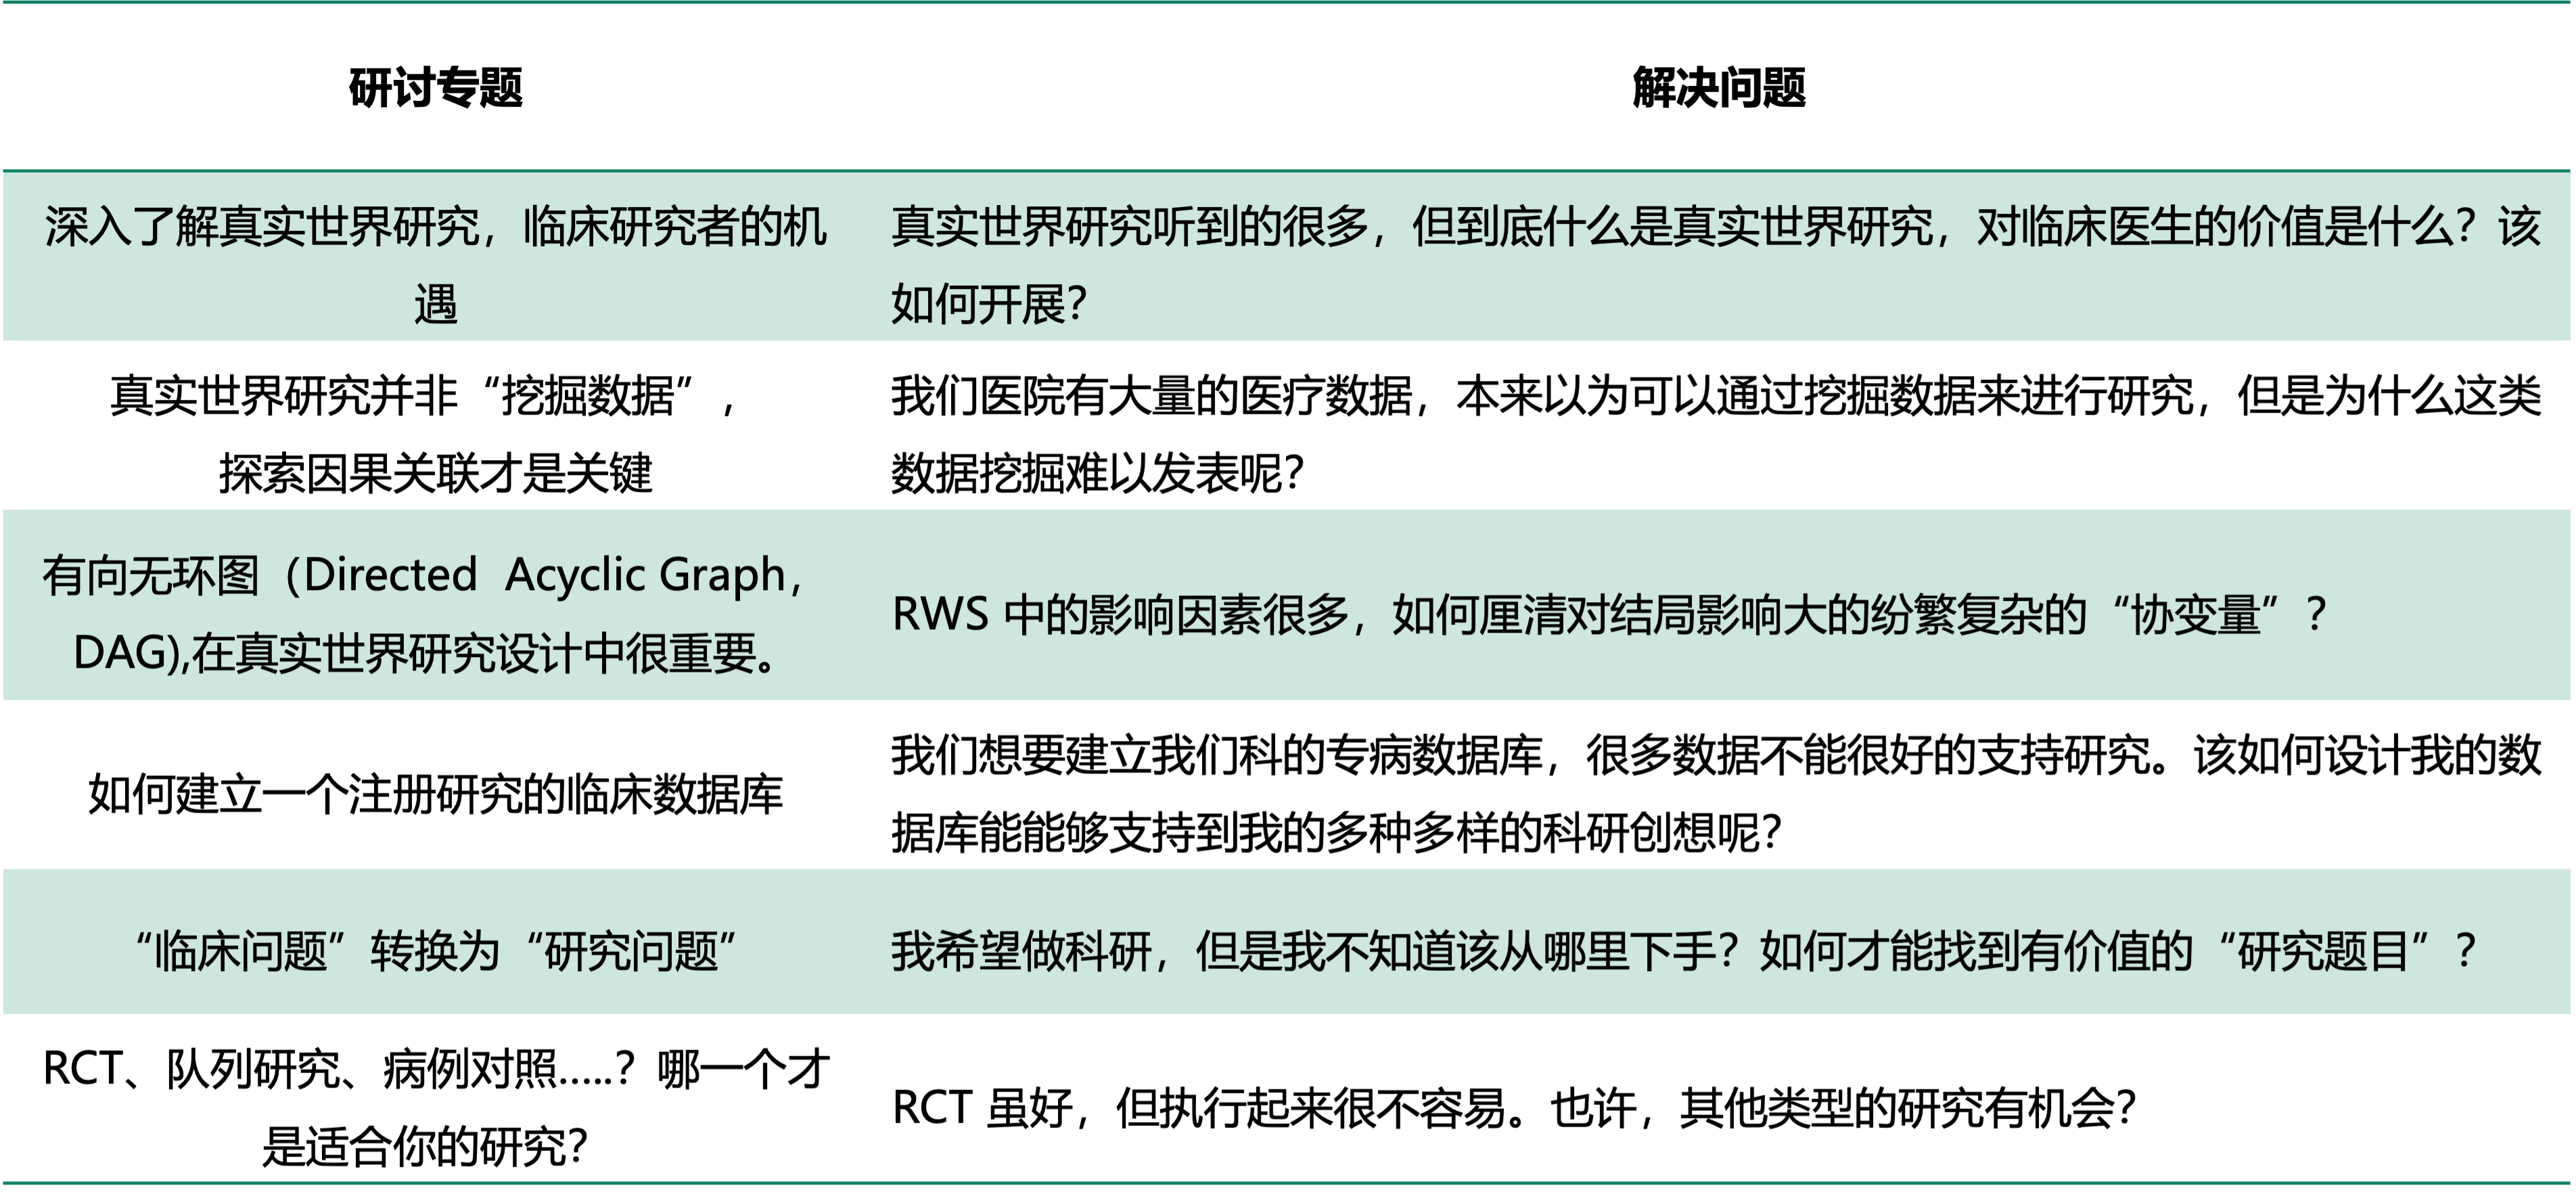 研讨专题
解决问题
深入了解真实世界研究，临床研究者的机
遇
真实世界研究听到的很多，但到底什么是真实世界研究，对临床医生的价值是什么？该
如何开展？
真实世界研究并非“挖掘数据”，
探索因果关联才是关键
我们医院有大量的医疗数据，本来以为可以通过挖掘数据来进行研究，但是为什么这类
数据挖掘难以发表呢？
有向无环图（Directed  Acyclic Graph，
DAG),在真实世界研究设计中很重要。
RWS 中的影响因素很多，如何厘清对结局影响大的纷繁复杂的“协变量”？
如何建立一个注册研究的临床数据库
我们想要建立我们科的专病数据库，很多数据不能很好的支持研究。该如何设计我的数
据库能能够支持到我的多种多样的科研创想呢？
“临床问题”转换为“研究问题”
我希望做科研，但是我不知道该从哪里下手？如何才能找到有价值的“研究题目”？
RCT、队列研究、病例对照.....？哪一个才
是适合你的研究？
RCT 虽好，但执行起来很不容易。也许，其他类型的研究有机会？